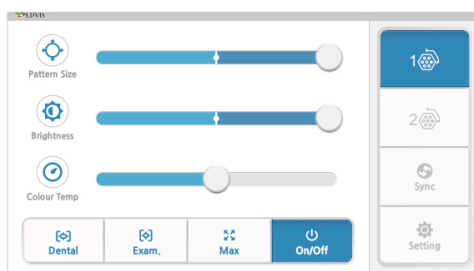 Pattern Size
1
Brightness
2
Colour Temp
Sync
Dental
Exam.
Max
On/Off
Setting